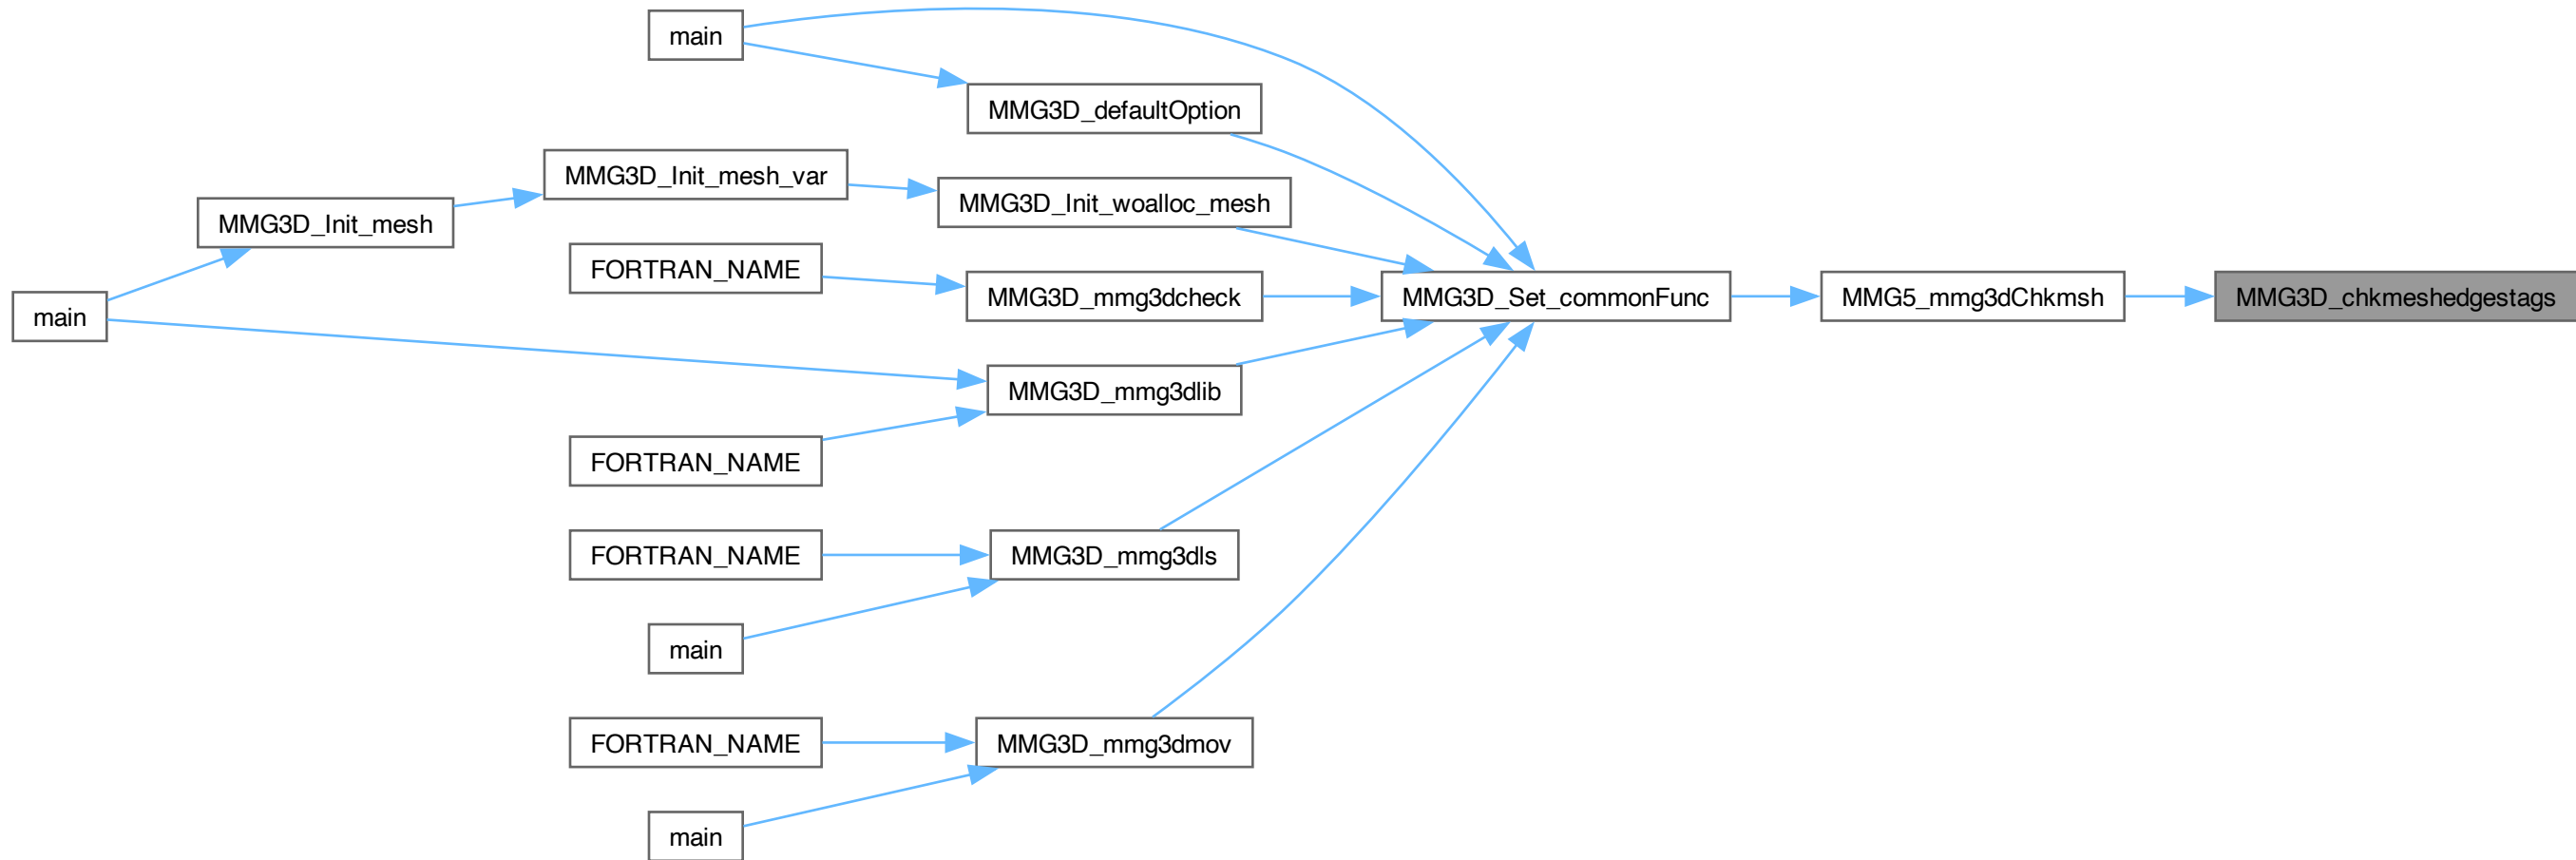 main
MMG3D_defaultOption
MMG3D_Init_mesh_var
MMG3D_Init_woalloc_mesh
MMG3D_Init_mesh
FORTRAN_NAME
MMG3D_mmg3dcheck
MMG3D_Set_commonFunc
MMG5_mmg3dChkmsh
MMG3D_chkmeshedgestags
main
MMG3D_mmg3dlib
FORTRAN_NAME
FORTRAN_NAME
MMG3D_mmg3dls
main
FORTRAN_NAME
MMG3D_mmg3dmov
main